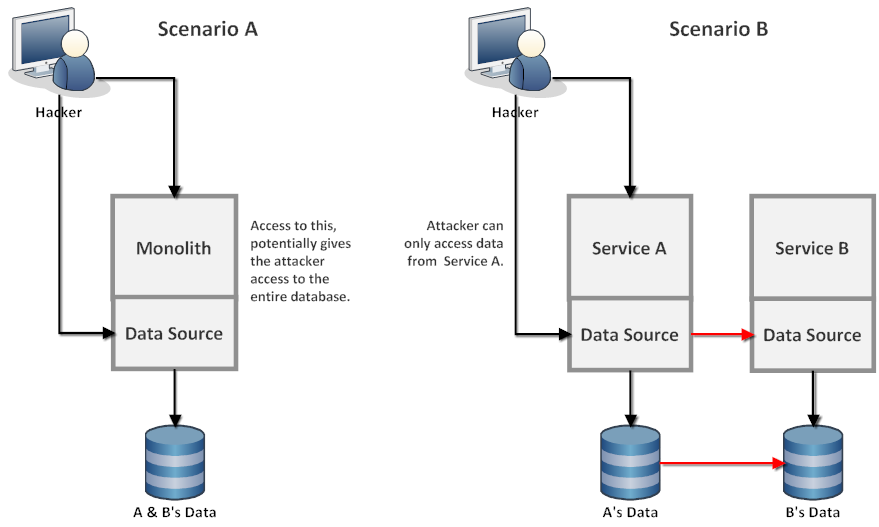 Scenario A
Hacker
Monolith
Data Source
Access to this,
potentially gives
the attacker
access to the
entire database.
A & B's Data
Scenario B
Hacker
Attacker can
only access data
from Service A.
Service A
Data Source
Service B
Data Source
A's Data
B's Data